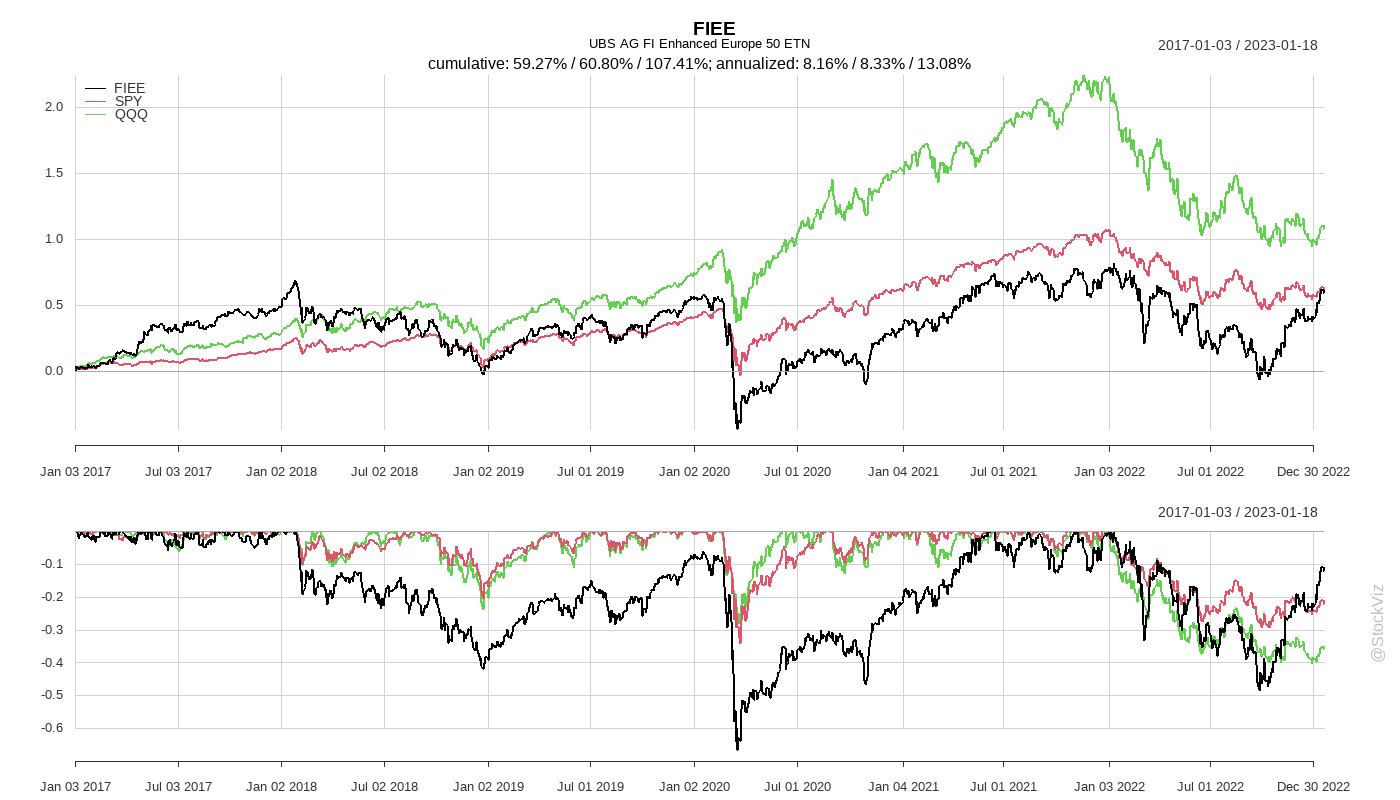 FIEE
UBS AG FI Enhanced Europe 50 ETN
2017-01-03 / 2023-01-18
cumulative: 59.27% / 60.80% / 107.41%; annualized: 8.16% / 8.33% / 13.08%
FIEE
SPY
QQQ
2.0
1.5
1.0
0.5
0.0
Jan 03 2017 Jul 03 2017 Jan 02 2018 Jul 02 2018 Jan 02 2019 Jul 01 2019 Jan 02 2020 Jul 01 2020 Jan 04 2021 Jul 01 2021 Jan 03 2022 Jul 01 2022 Dec 30 2022
2017-01-03 / 2023-01-18
-0.1
-0.2
-0.3
-0.4
-0.5
-0.6
Jan 03 2017 Jul 03 2017 Jan 02 2018 Jul 02 2018 Jan 02 2019 Jul 01 2019 Jan 02 2020 Jul 01 2020 Jan 04 2021 Jul 01 2021 Jan 03 2022 Jul 01 2022 Dec 30 2022
@StockViz